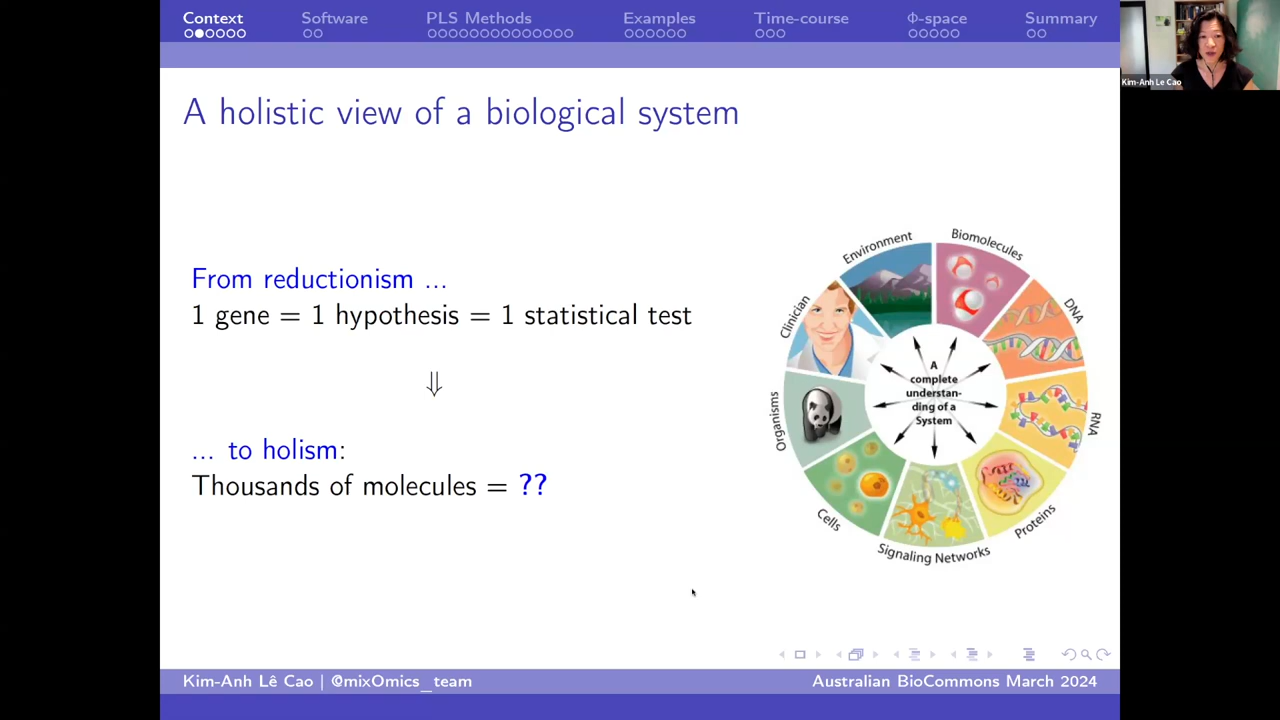 Context Software PLS Methods Examples Time-course Φ-space Summary
Kim-Anh Le Cao
A holistic view of a biological system
From reductionism ...
1 gene = 1 hypothesis = 1 statistical test
⇓
... to holism:
Thousands of molecules = ??
Environment
Biomolecules
DNA
RNA
Proteins
Signaling Networks
Cells
Organisms
Clinician
A
complete
understan-
ding of a
System
Kim-Anh Lê Cao | @mixOmics_team
Australian BioCommons March 2024